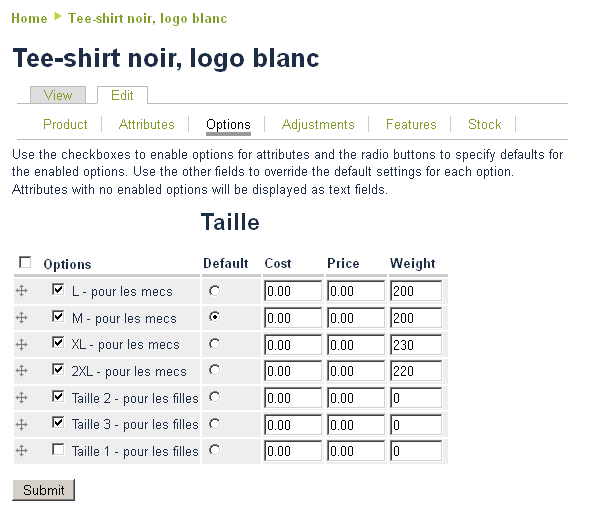 Home Tee-shirt noir, logo blanc
Tee-shirt noir, logo blanc
View Edit
Product Attributes Options Adjustments Features Stock
Use the checkboxes to enable options for attributes and the radio buttons to specify defaults for
the enabled options. Use the other fields to override the default settings for each option.
Attributes with no enabled options will be displayed as text fields.
Taille
Options Default Cost Price Weight
L - pour les mecs 0.00 0.00 200
M - pour les mecs 0.00 0.00 200
XL - pour les mecs 0.00 0.00 230
2XL - pour les mecs 0.00 0.00 220
Taille 2 - pour les filles 0.00 0.00 0
Taille 3 - pour les filles 0.00 0.00 0
Taille 1 - pour les filles 0.00 0.00 0
Submit